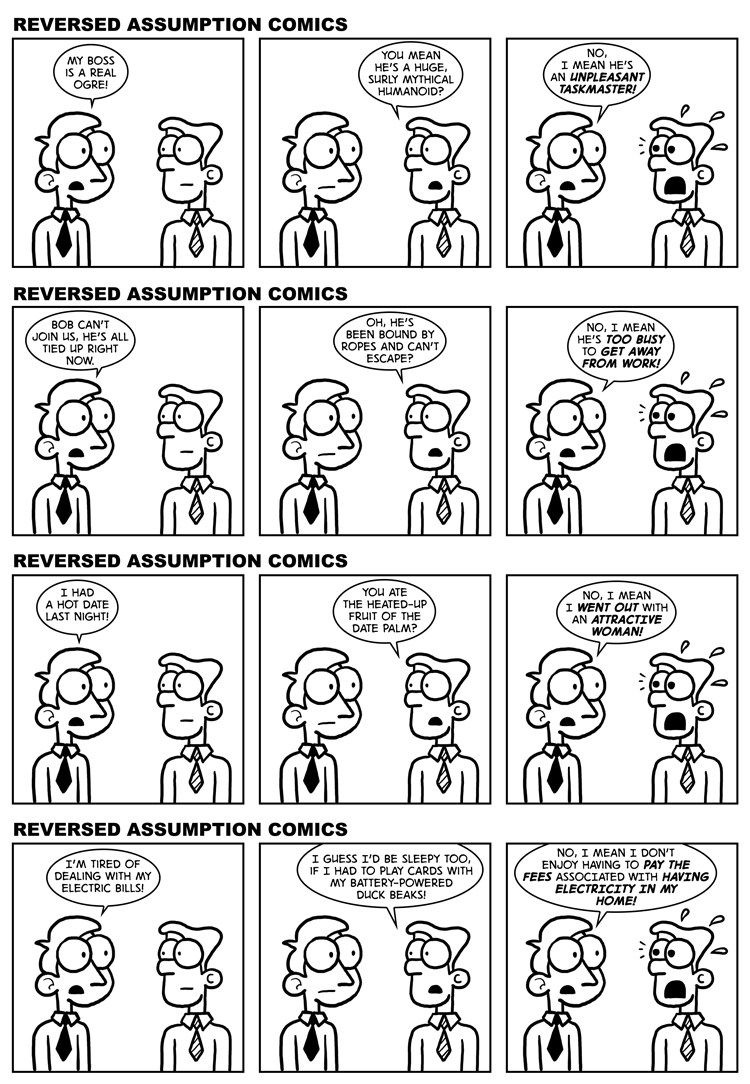 REVERSED ASSUMPTION COMICS
MY BOSS
IS A REAL
OGRE!
YOU MEAN
HE'S A HUGE,
SURLY MYTHICAL
HUMANOID?
NO,
I MEAN HE'S
AN UNPLEASANT
TASKMASTER!
REVERSED ASSUMPTION COMICS
BOB CAN'T
JOIN US, HE'S ALL
TIED UP RIGHT
NOW.
OH, HE'S
BEEN BOUND BY
ROPES AND CAN'T
ESCAPE?
NO, I MEAN
HE'S TOO BUSY
TO GET AWAY
FROM WORK!
REVERSED ASSUMPTION COMICS
I HAD
A HOT DATE
LAST NIGHT!
YOU ATE
THE HEATED-UP
FRUIT OF THE
DATE PALM?
NO, I MEAN
I WENT OUT WITH
AN ATTRACTIVE
WOMAN!
REVERSED ASSUMPTION COMICS
I'M TIRED OF
DEALING WITH MY
ELECTRIC BILLS!
I GUESS I'D BE SLEEPY TOO,
IF I HAD TO PLAY CARDS WITH
MY BATTERY-POWERED
DUCK BEAKS!
NO, I MEAN I DON'T
ENJOY HAVING TO PAY THE
FEES ASSOCIATED WITH HAVING
ELECTRICITY IN MY
HOME!